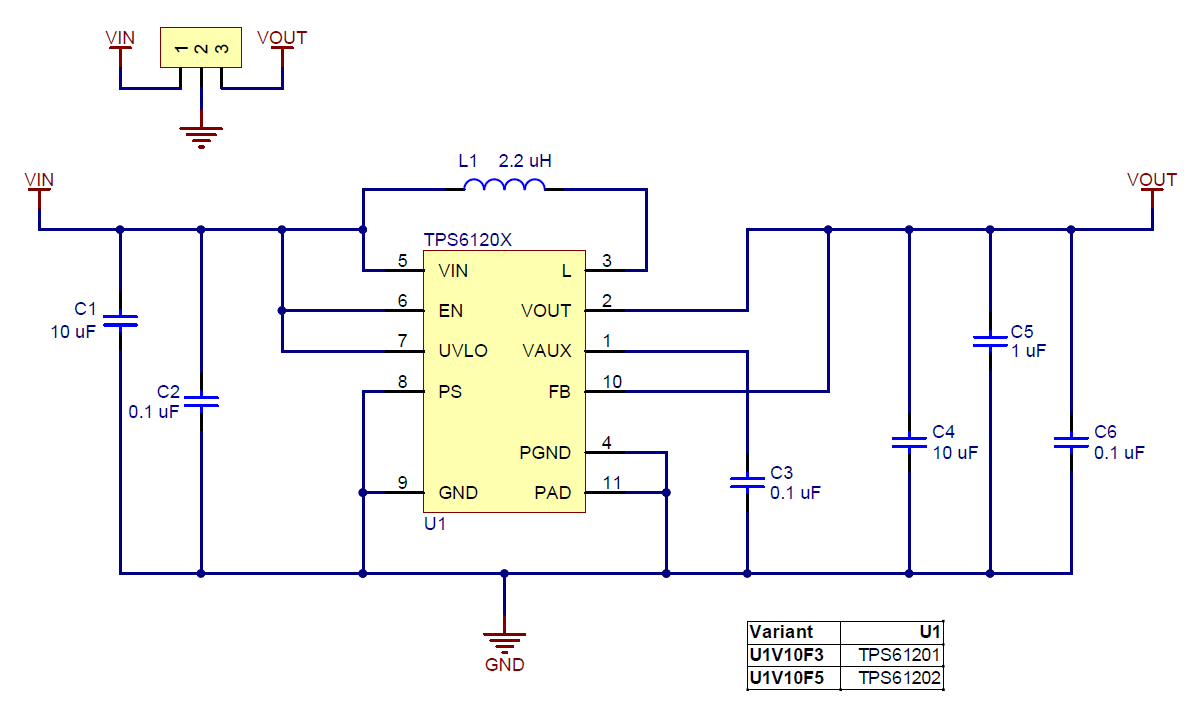 VIN
1 2 3
VOUT
L1 2.2 uH
VIN
VOUT
TPS6120X
5 VIN L 3
6 EN VOUT 2
7 UVLO VAUX 1
8 PS FB 10
PGND 4
9 GND PAD 11
U1
C1
10 uF
C2
0.1 uF
C3
0.1 uF
C4
10 uF
C5
1 uF
C6
0.1 uF
GND
Variant U1
U1V10F3 TPS61201
U1V10F5 TPS61202